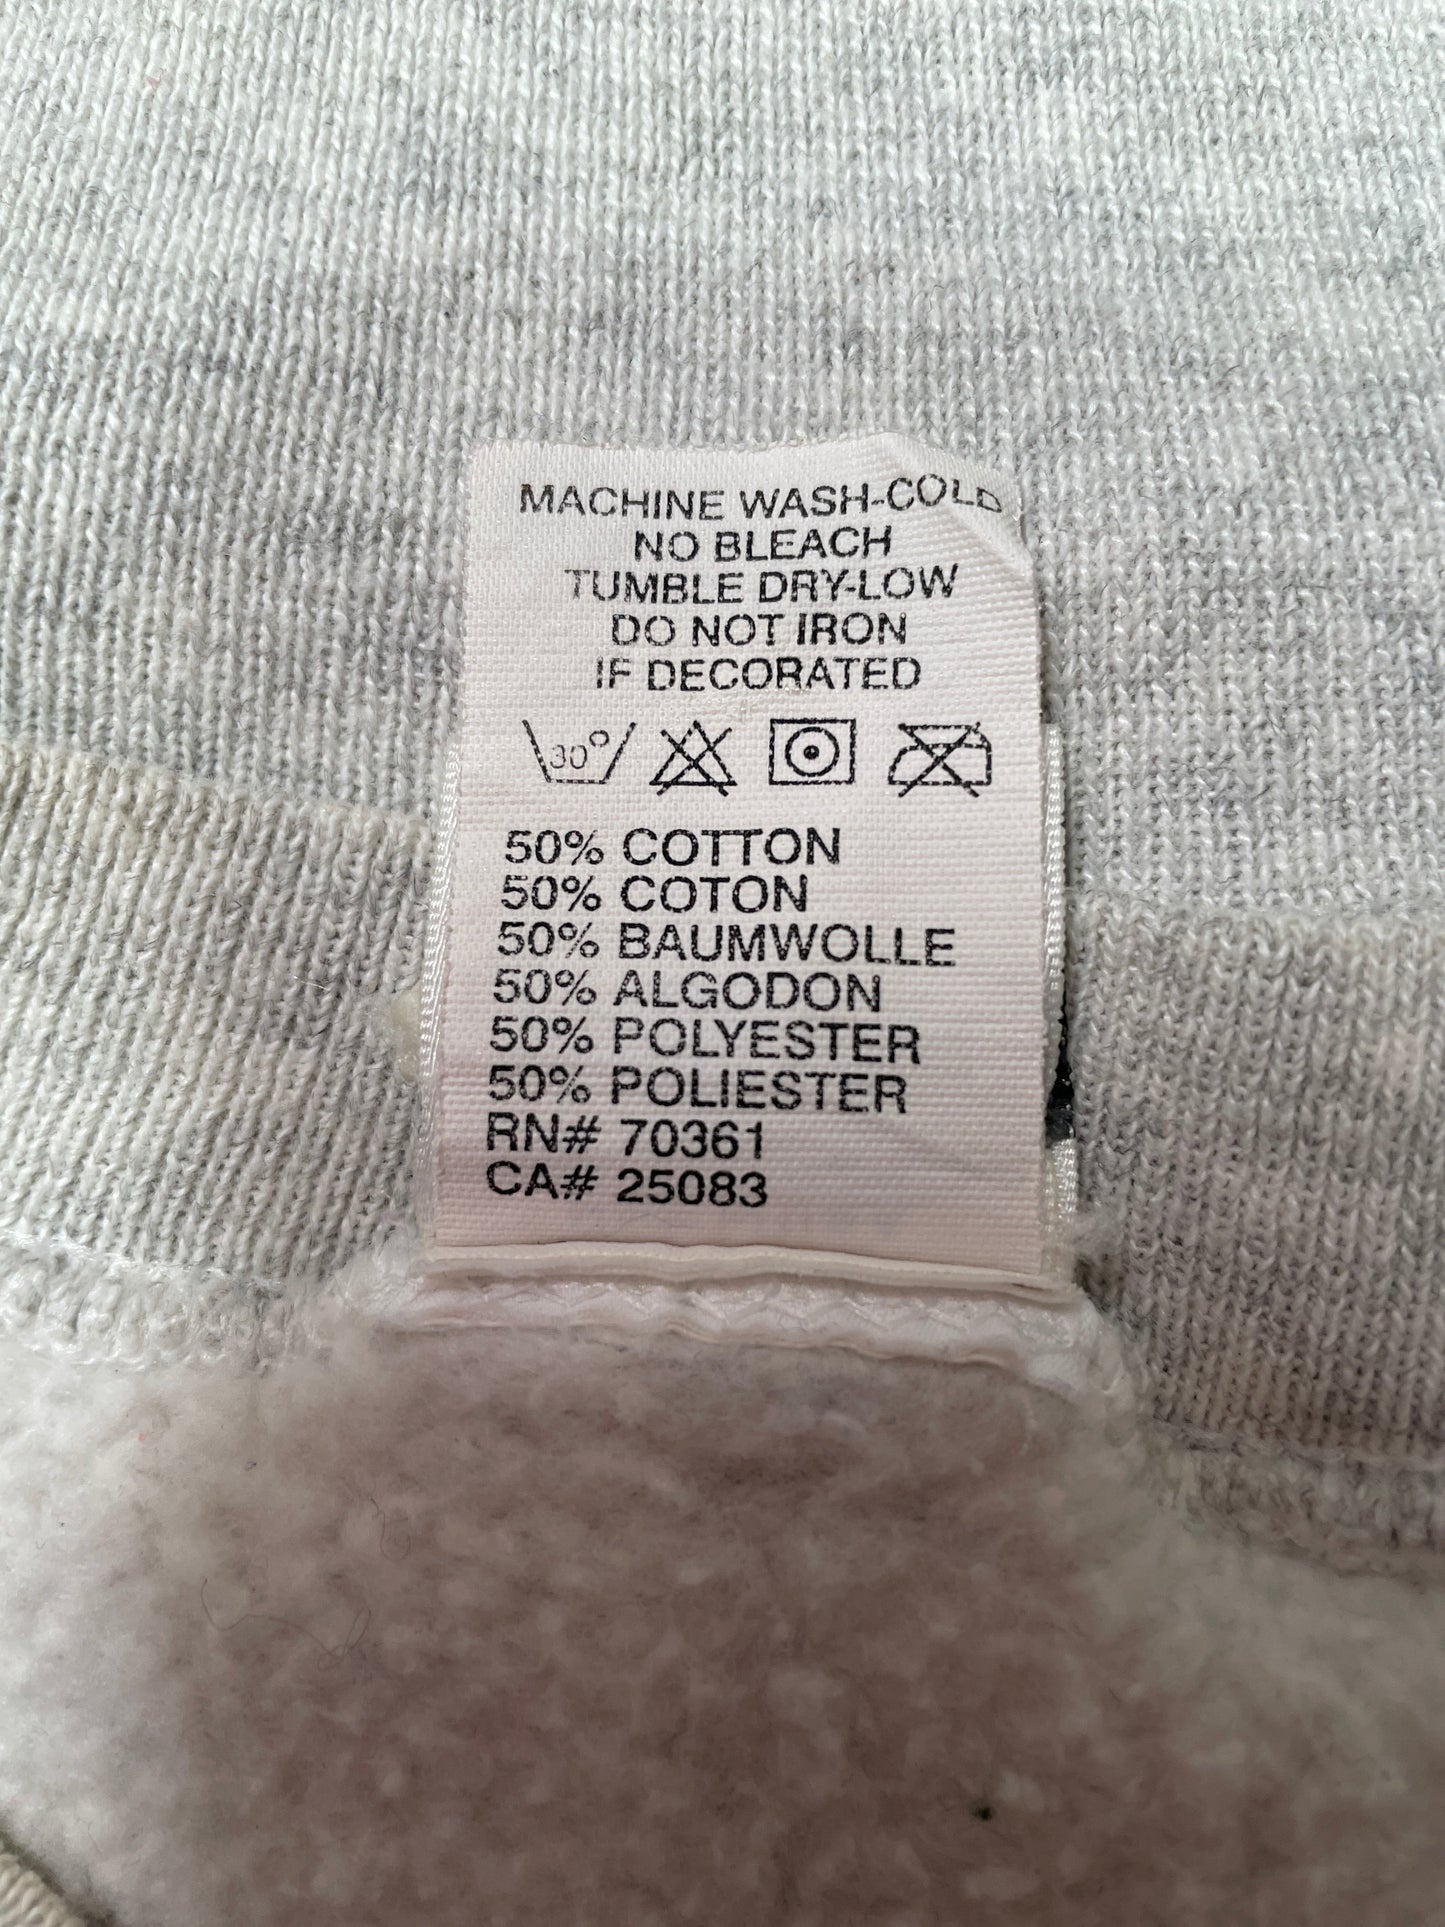 MACHINE WASH-COLD
NO BLEACH
TUMBLE DRY-LOW
DO NOT IRON
IF DECORATED
30°
50% COTTON
50% COTON
50% BAUMWOLLE
50% ALGODON
50% POLYESTER
50% POLIESTER
RN# 70361
CA# 25083